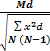 Md
√ Σx²d
N (N−1)